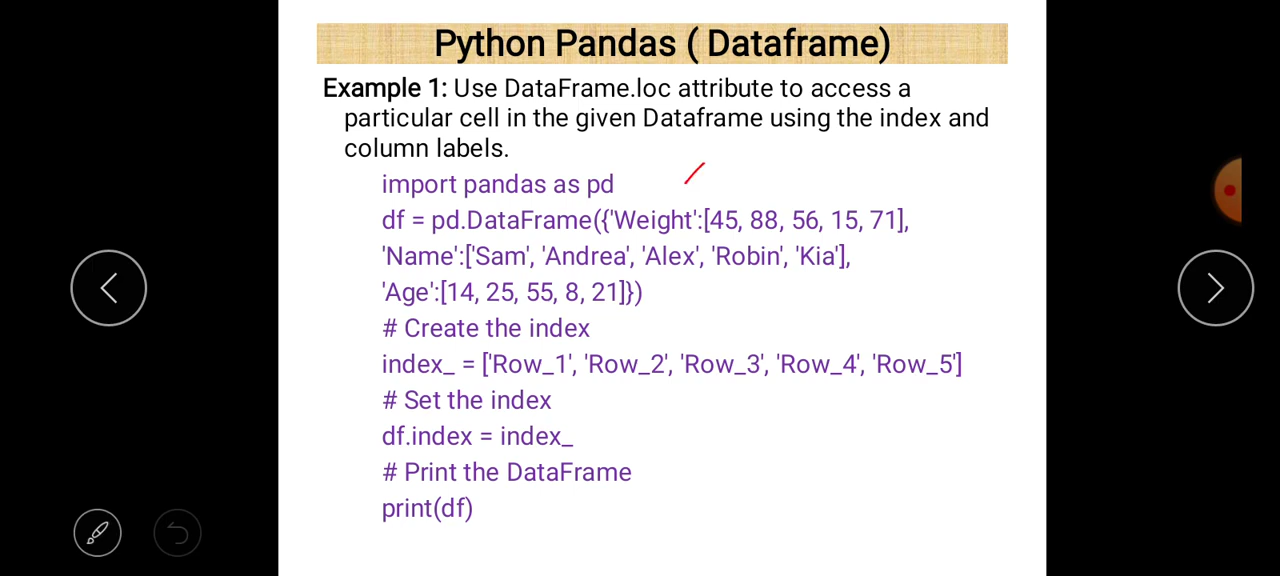 Python Pandas ( Dataframe)
Example 1: Use DataFrame.loc attribute to access a
particular cell in the given Dataframe using the index and
column labels.
import pandas as pd
df = pd.DataFrame({'Weight':[45, 88, 56, 15, 71],
'Name':['Sam', 'Andrea', 'Alex', 'Robin', 'Kia'],
'Age':[14, 25, 55, 8, 21]})
# Create the index
index_ = ['Row_1', 'Row_2', 'Row_3', 'Row_4', 'Row_5']
# Set the index
df.index = index_
# Print the DataFrame
print(df)